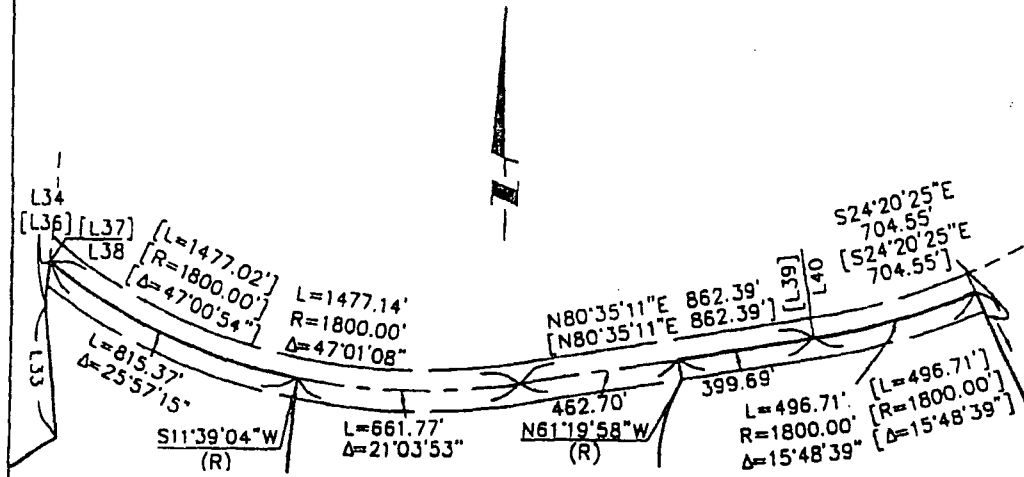 L34
[L36] [L37]
L38
[L=1477.02']
[R=1800.00']
[Δ=47°00'54"]
L=1477.14'
R=1800.00'
Δ=47°01'08"
N
S24°20'25"E
704.55'
[S24°20'25"E
704.55']
N80°35'11"E 862.39'
[N80°35'11"E 862.39']
[L39]
L40
L33
L=815.37'
Δ=25°57'15"
S11°39'04"W
(R)
L=661.77'
Δ=21°03'53"
462.70'
N61°19'58"W
(R)
399.69'
L=496.71'
R=1800.00'
Δ=15°48'39"
[L=496.71']
[R=1800.00']
[Δ=15°48'39"]